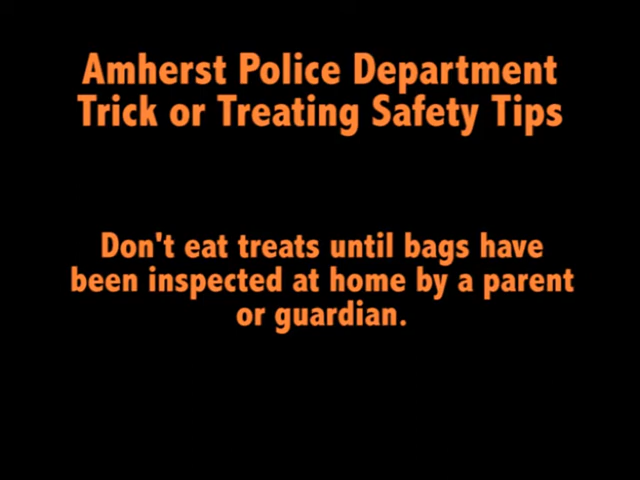 Amherst Police Department
Trick or Treating Safety Tips
Don't eat treats until bags have
been inspected at home by a parent
or guardian.